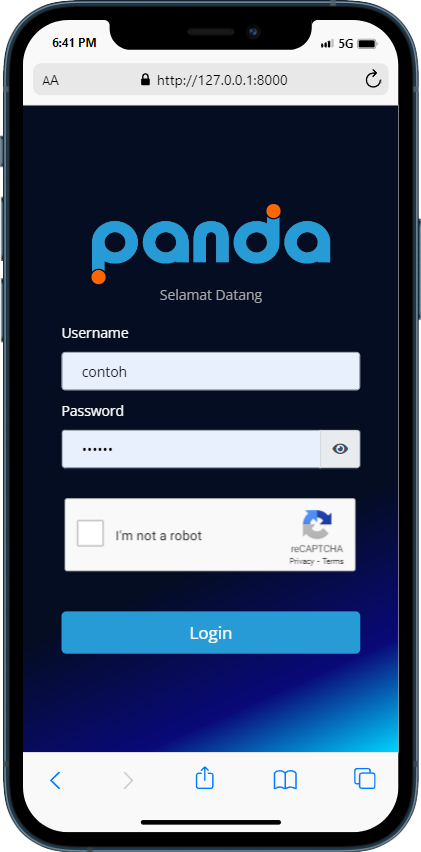 6:41 PM 5G
AA http://127.0.0.1:8000
panda
Selamat Datang
Username
contoh
Password
••••••
I'm not a robot
reCAPTCHA
Privacy - Terms
Login